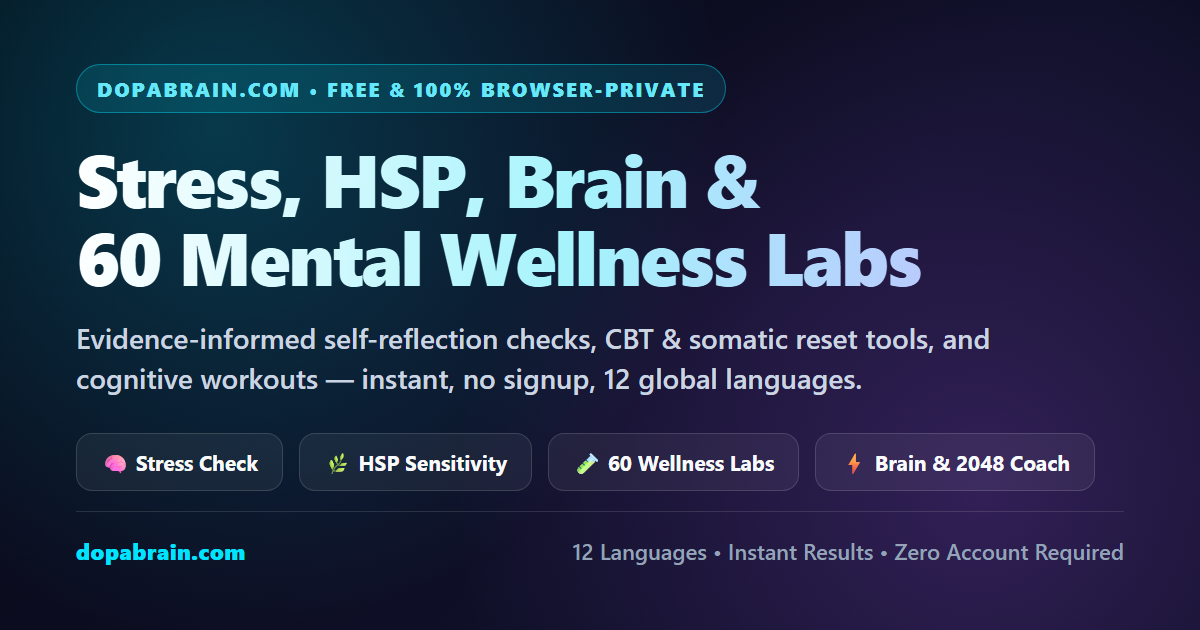 DOPABRAIN.COM • FREE & 100% BROWSER-PRIVATE
Stress, HSP, Brain &
60 Mental Wellness Labs
Evidence-informed self-reflection checks, CBT & somatic reset tools, and
cognitive workouts — instant, no signup, 12 global languages.
🧠 Stress Check
🌿 HSP Sensitivity
🧪 60 Wellness Labs
⚡ Brain & 2048 Coach
dopabrain.com
12 Languages • Instant Results • Zero Account Required